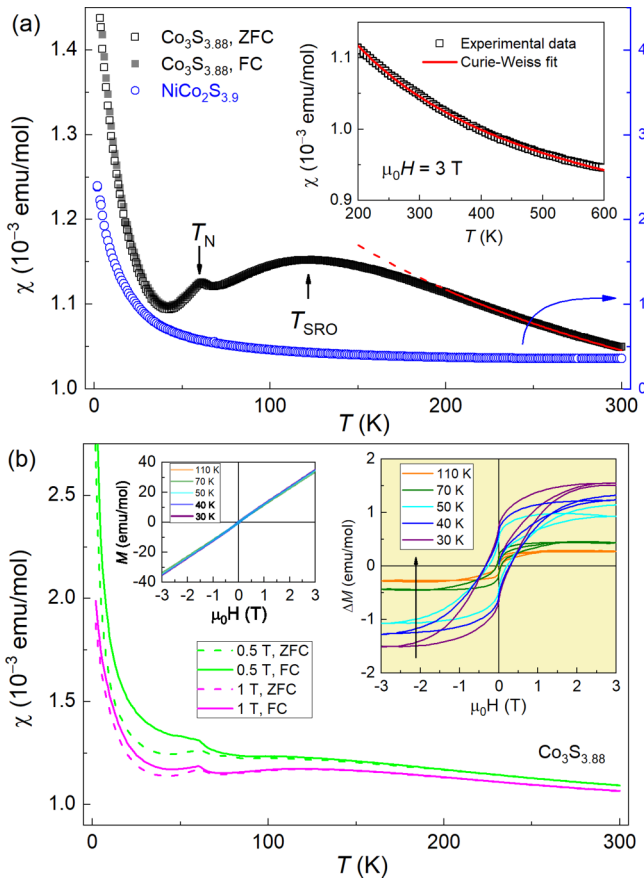 (a)
Co3S3.88, ZFC
Co3S3.88, FC
NiCo2S3.9
χ (10−3 emu/mol)
1.4
1.3
1.2
1.1
1.0
TN
TSRO
0
100
150
200
250
300
T (K)
0
1
2
3
4
5
Experimental data
Curie-Weiss fit
χ (10−3 emu/mol)
1.1
1.0
0.9
μ0H = 3 T
200
300
400
500
600
T (K)
(b)
χ (10−3 emu/mol)
2.5
2.0
1.5
1.0
M (emu/mol)
40
20
0
−20
−40
110 K
70 K
50 K
40 K
30 K
−3
−2
−1
0
1
2
3
μ0H (T)
ΔM (emu/mol)
2
1
0
−1
−2
110 K
70 K
50 K
40 K
30 K
−3
−2
−1
0
1
2
3
μ0H (T)
0.5 T, ZFC
0.5 T, FC
1 T, ZFC
1 T, FC
Co3S3.88
0
50
100
150
200
250
300
T (K)